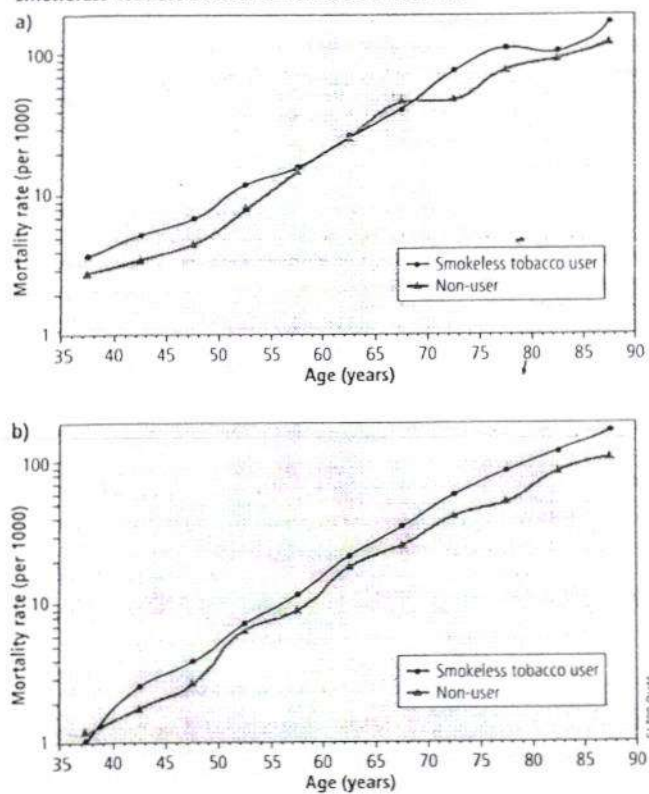 a)
100
10
1
Mortality rate (per 1000)
Smokeless tobacco user
Non-user
35 40 45 50 55 60 65 70 75 80 85 90
Age (years)
b)
100
10
1
Mortality rate (per 1000)
Smokeless tobacco user
Non-user
35 40 45 50 55 60 65 70 75 80 85 90
Age (years)